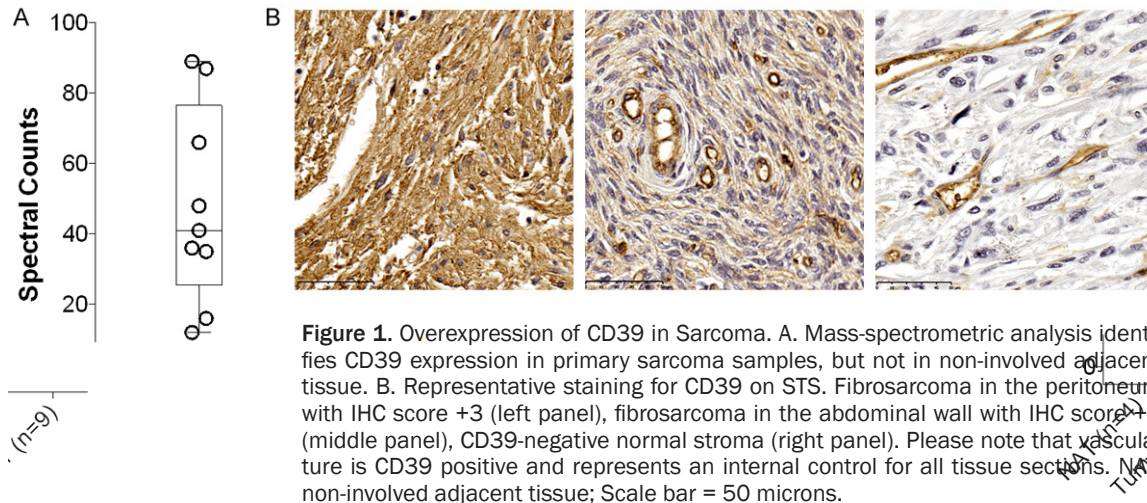 A
B
100
80
60
40
20
Spectral Counts
(n=9)
Figure 1. Overexpression of CD39 in Sarcoma. A. Mass-spectrometric analysis identi
fies CD39 expression in primary sarcoma samples, but not in non-involved adjacen
tissue. B. Representative staining for CD39 on STS. Fibrosarcoma in the peritoneum
with IHC score +3 (left panel), fibrosarcoma in the abdominal wall with IHC score +
(middle panel), CD39-negative normal stroma (right panel). Please note that vascula
ture is CD39 positive and represents an internal control for all tissue sections.
non-involved adjacent tissue; Scale bar = 50 microns.
0
NAT (n=4)
Tum